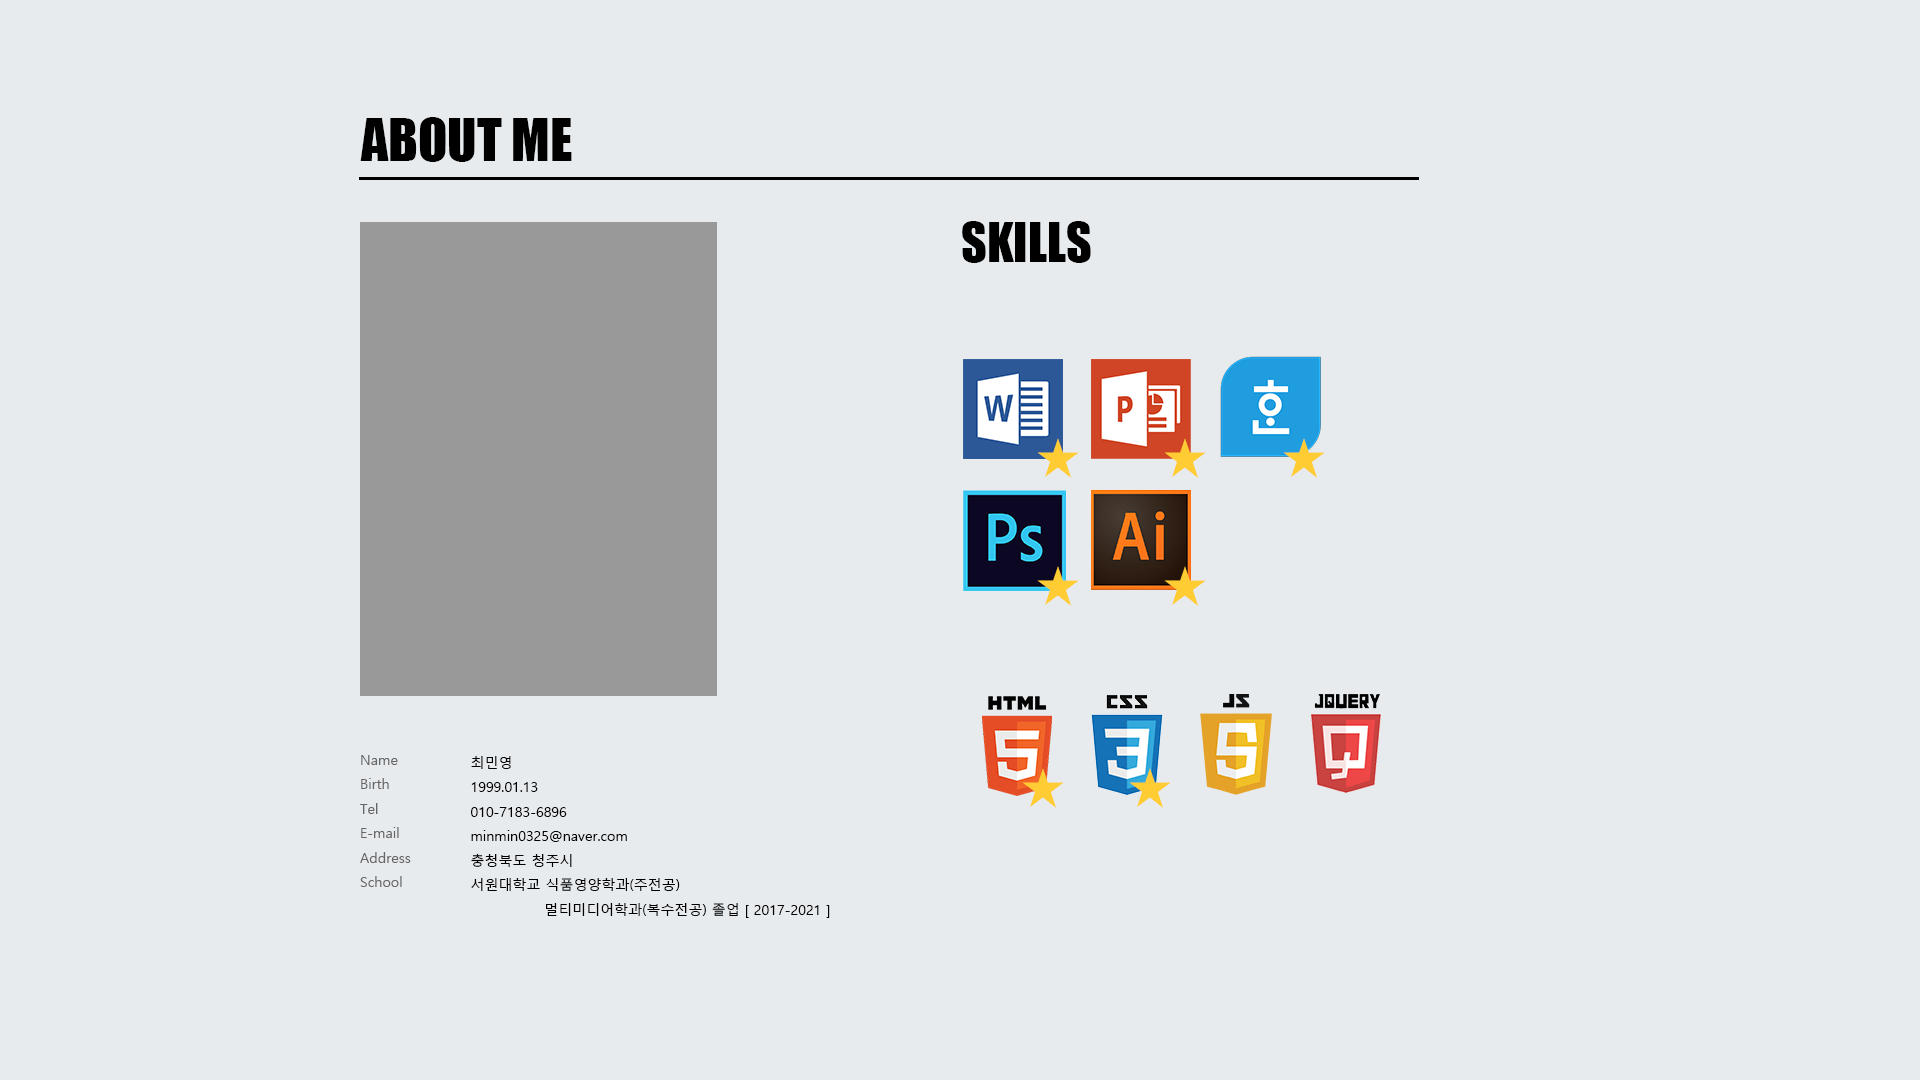 ABOUT ME
SKILLS
W
P
흔
Ps
Ai
HTML
CSS
JS
JQUERY
5
3
S
Name 최민영
Birth 1999.01.13
Tel 010-7183-6896
E-mail minmin0325@naver.com
Address 충청북도 청주시
School 서원대학교 식품영양학과(주전공)
멀티미디어학과(복수전공) 졸업 [ 2017-2021 ]